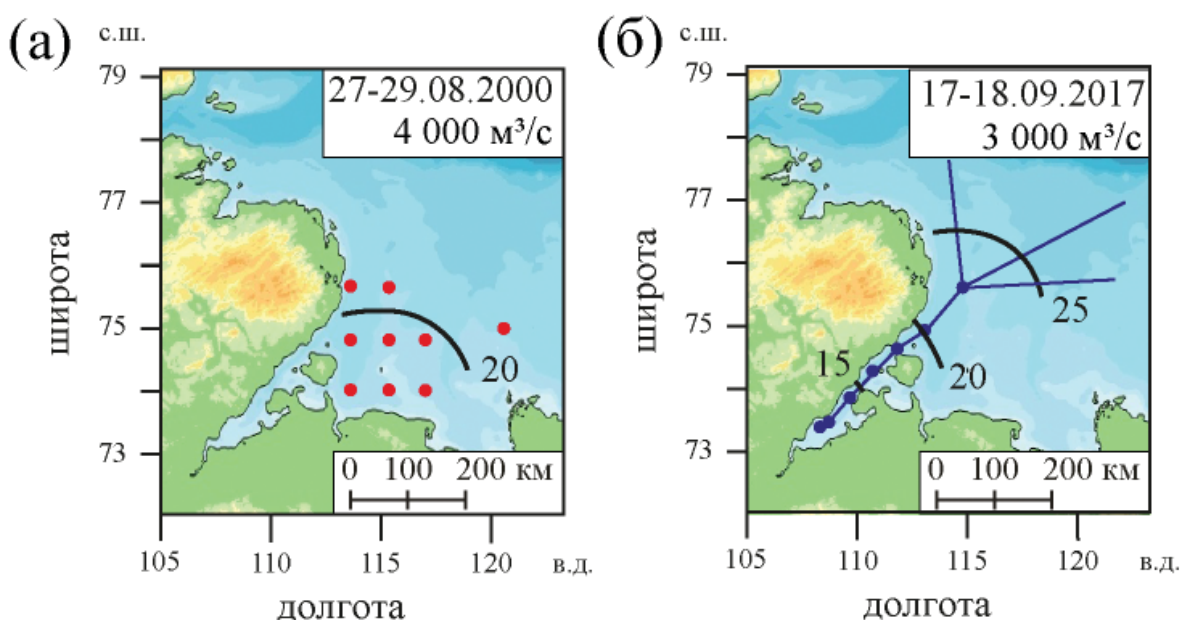 (а)
с.ш.
79
77
75
73
широта
27-29.08.2000
4 000 м³/с
20
0 100 200 км
105 110 115 120 в.д.
долгота
(б)
с.ш.
79
77
75
73
широта
17-18.09.2017
3 000 м³/с
25
15
20
0 100 200 км
105 110 115 120 в.д.
долгота